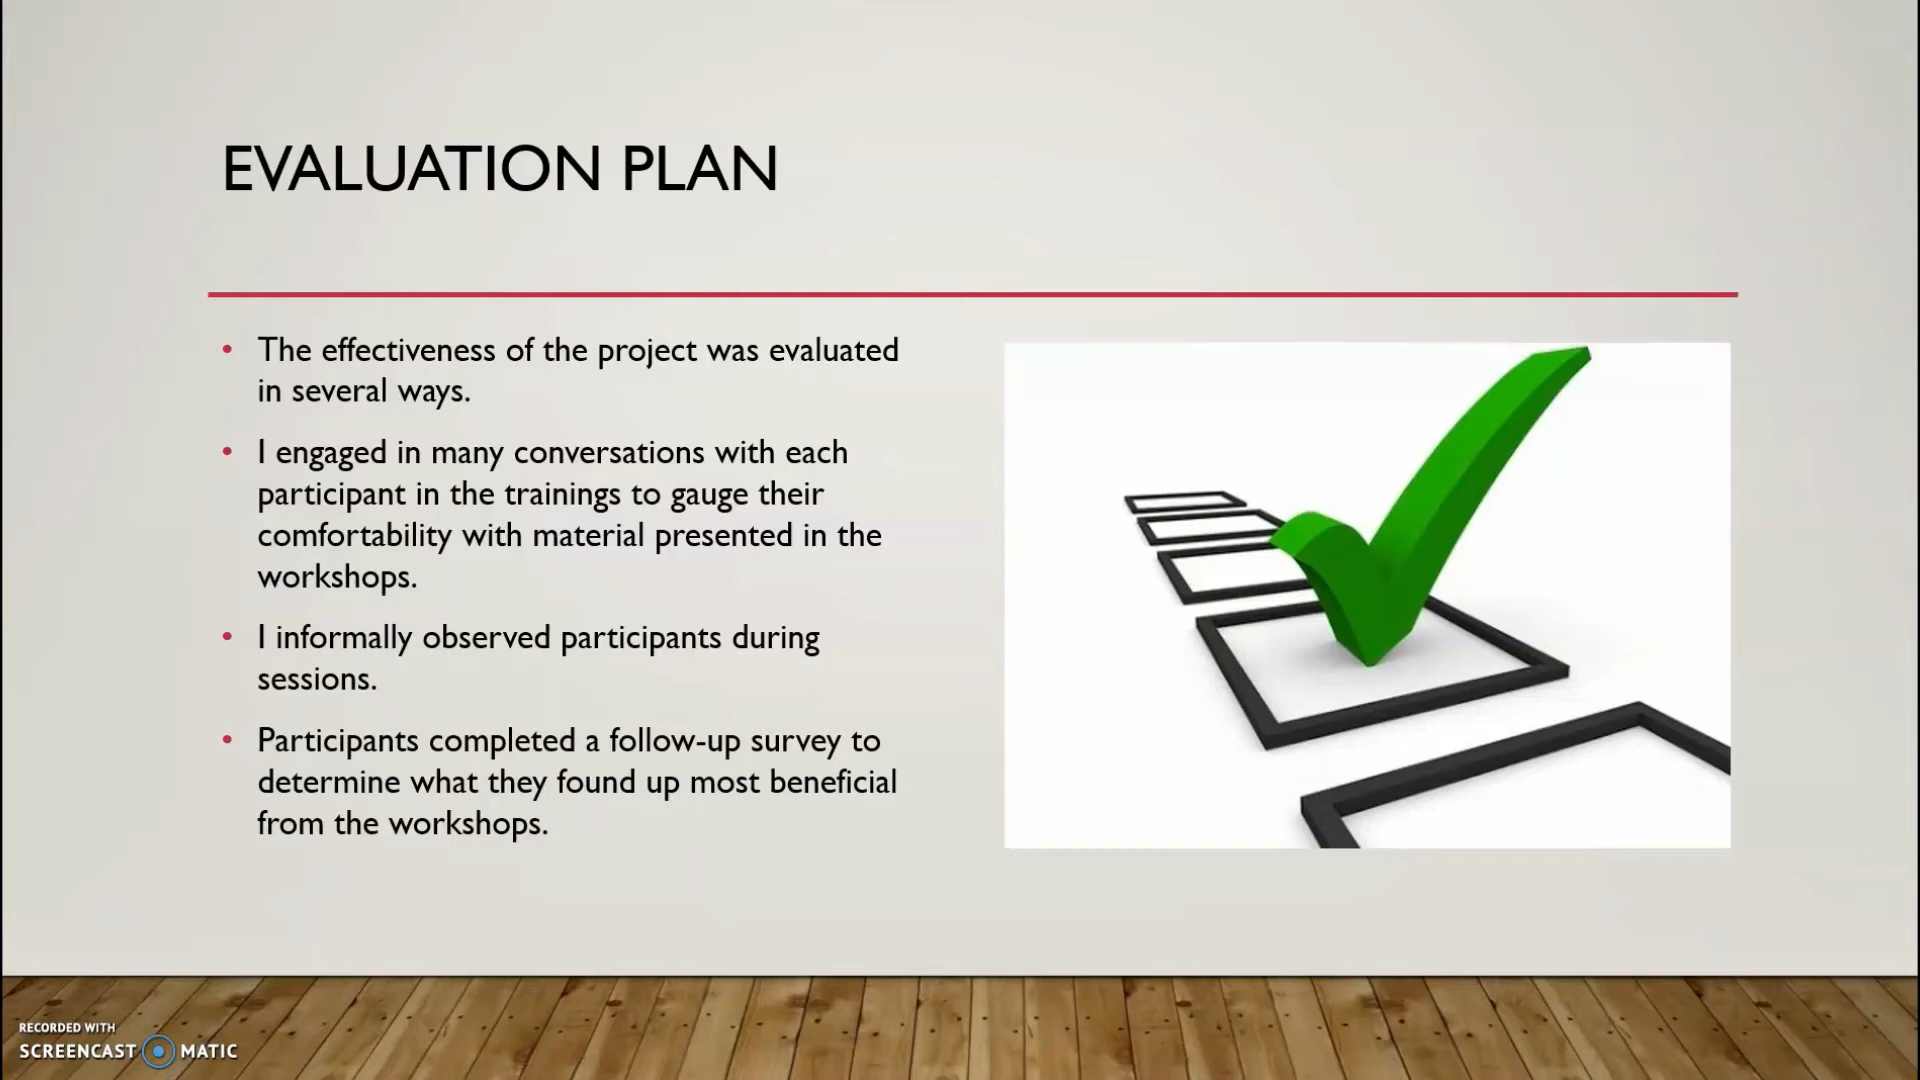 EVALUATION PLAN
• The effectiveness of the project was evaluated
in several ways.
• I engaged in many conversations with each
participant in the trainings to gauge their
comfortability with material presented in the
workshops.
• I informally observed participants during
sessions.
• Participants completed a follow-up survey to
determine what they found up most beneficial
from the workshops.
RECORDED WITH
SCREENCAST MATIC